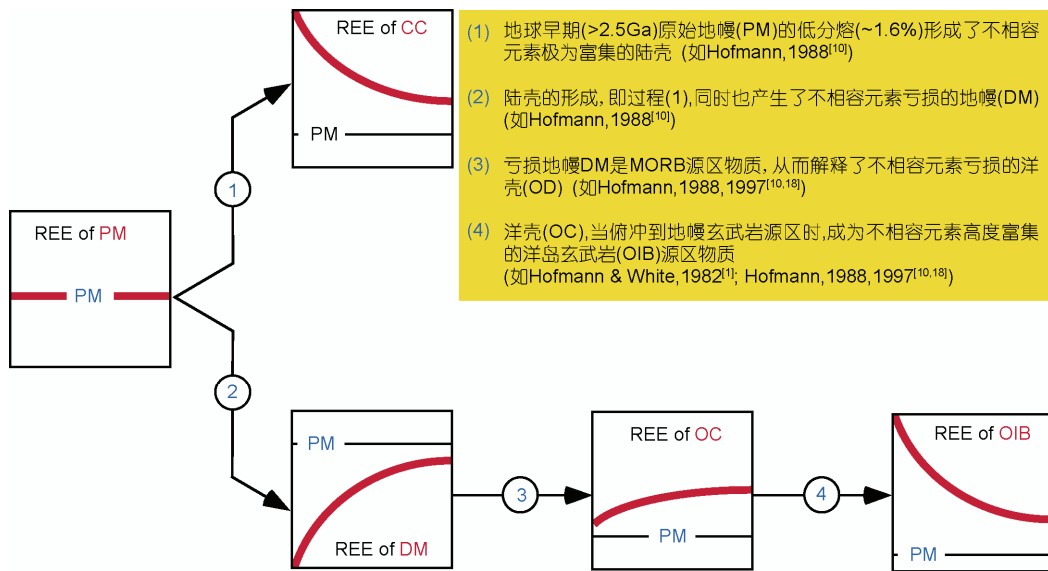 REE of CC
PM
(1) 地球早期(>2.5Ga)原始地幔(PM)的低分熔(~1.6%)形成了不相容
元素极为富集的陆壳 (如Hofmann,1988[10])
(2) 陆壳的形成,即过程(1),同时也产生了不相容元素亏损的地幔(DM)
(如Hofmann,1988[10])
(3) 亏损地幔DM是MORB源区物质,从而解释了不相容元素亏损的洋
壳(OD) (如Hofmann,1988,1997[10,18])
(4) 洋壳(OC),当俯冲到地幔玄武岩源区时,成为不相容元素高度富集
的洋岛玄武岩(OIB)源区物质
(如Hofmann & White,1982[1]; Hofmann,1988,1997[10,18])
1
REE of PM
PM
2
PM
REE of DM
3
REE of OC
PM
4
REE of OIB
PM